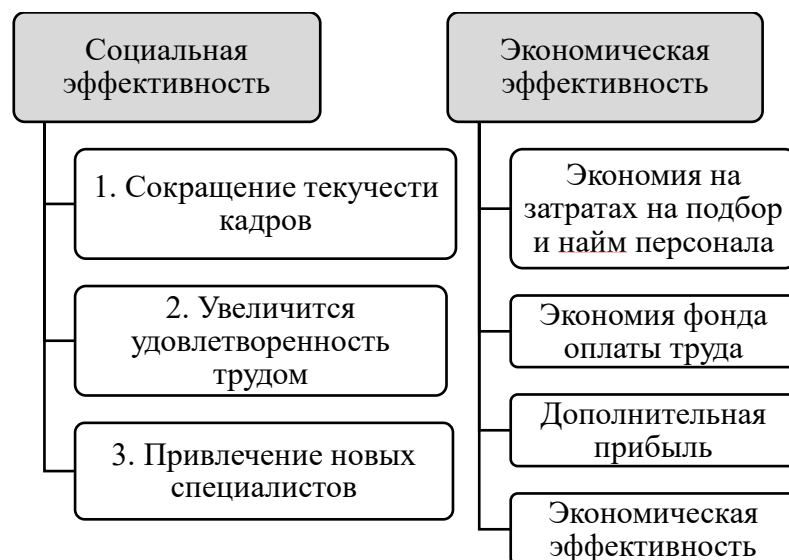 Социальная
эффективность
1. Сокращение текучести
кадров
2. Увеличится
удовлетворенность
трудом
3. Привлечение новых
специалистов
Экономическая
эффективность
Экономия на
затратах на подбор
и найм персонала
Экономия фонда
оплаты труда
Дополнительная
прибыль
Экономическая
эффективность